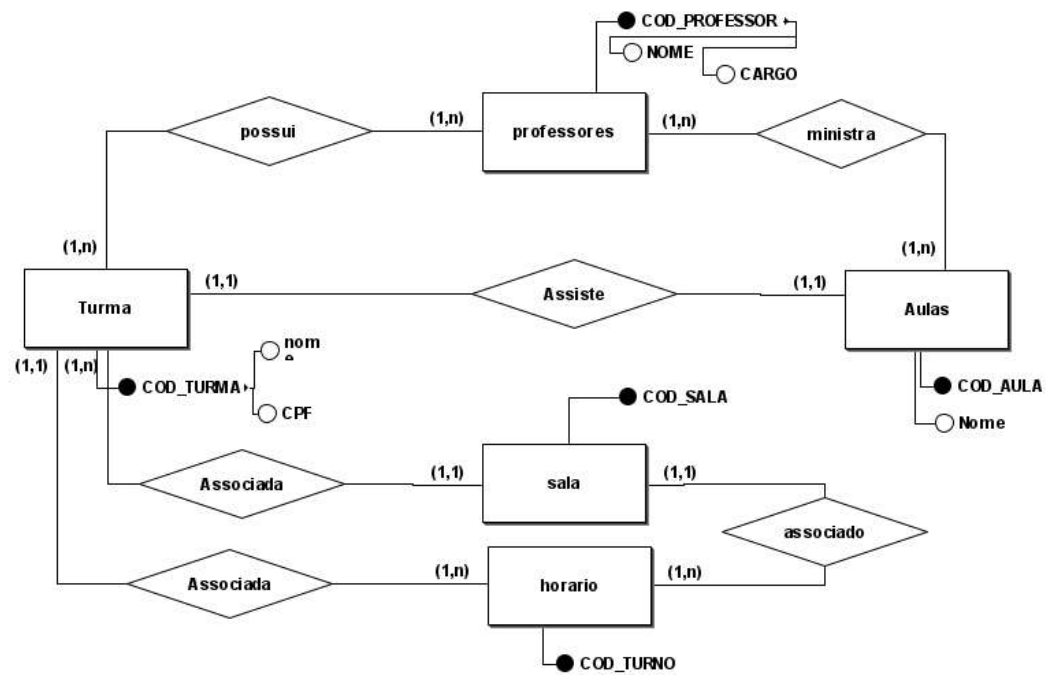 COD_PROFESSOR
NOME
CARGO
possui
(1,n)
professores
(1,n)
ministra
(1,n)
(1,n)
Turma
(1,1)
Assiste
(1,1)
Aulas
(1,1)
(1,n)
nom
COD_TURMA
CPF
COD_SALA
COD_AULA
Nome
Associada
(1,1)
sala
(1,1)
associado
Associada
(1,n)
horario
(1,n)
COD_TURNO